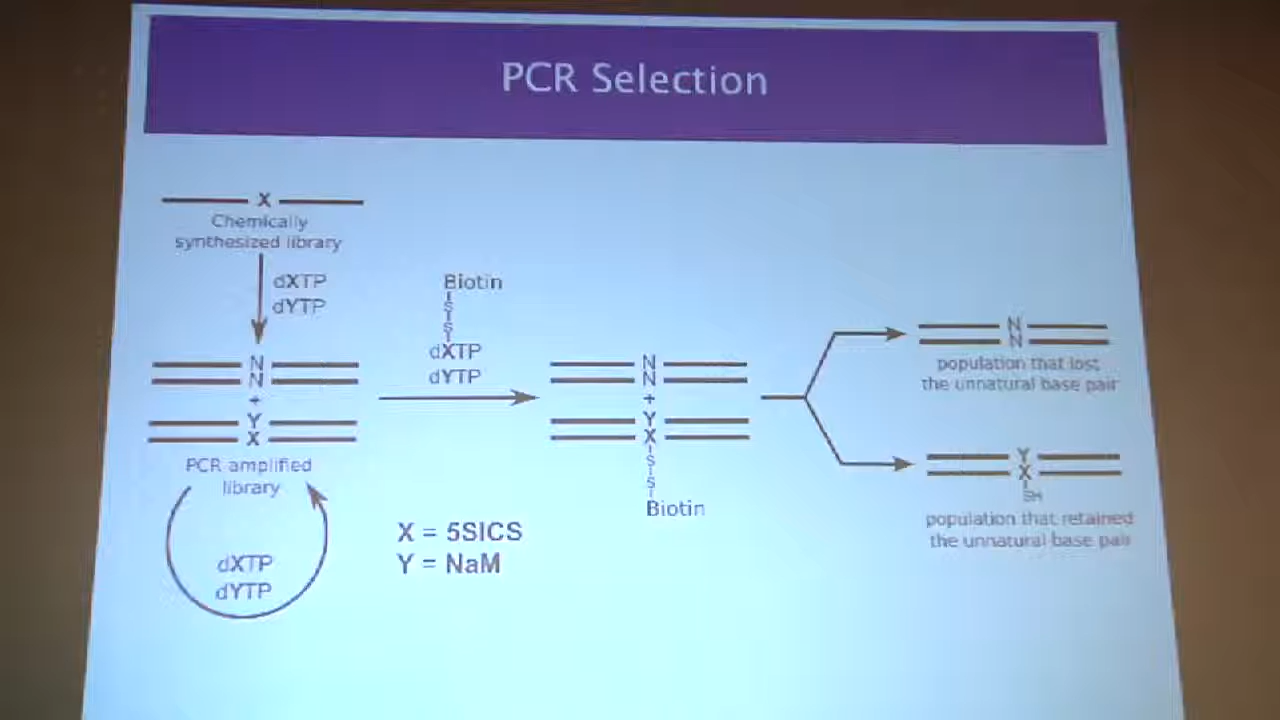 PCR Selection
X
Chemically
synthesized library
dXTP
dYTP
N
N
+
Y
X
PCR amplified
library
dXTP
dYTP
Biotin
S
S
dXTP
dYTP
X = 5SICS
Y = NaM
N
N
+
Y
X
S
S
Biotin
N
N
population that lost
the unnatural base pair
Y
X
SH
population that retained
the unnatural base pair